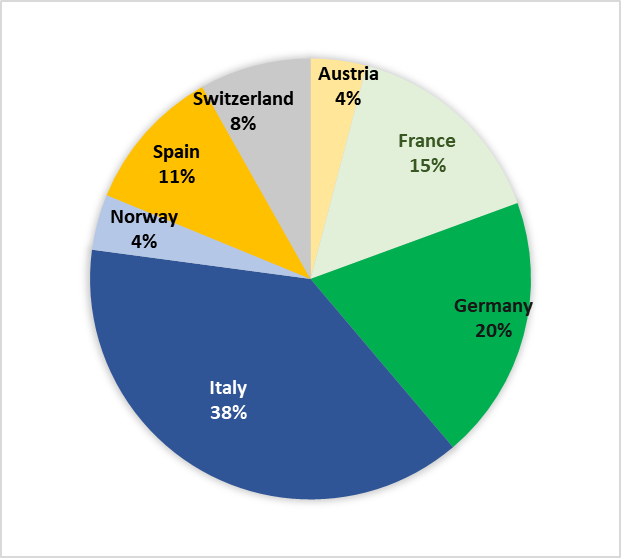 Austria
4%
France
15%
Germany
20%
Italy
38%
Norway
4%
Spain
11%
Switzerland
8%